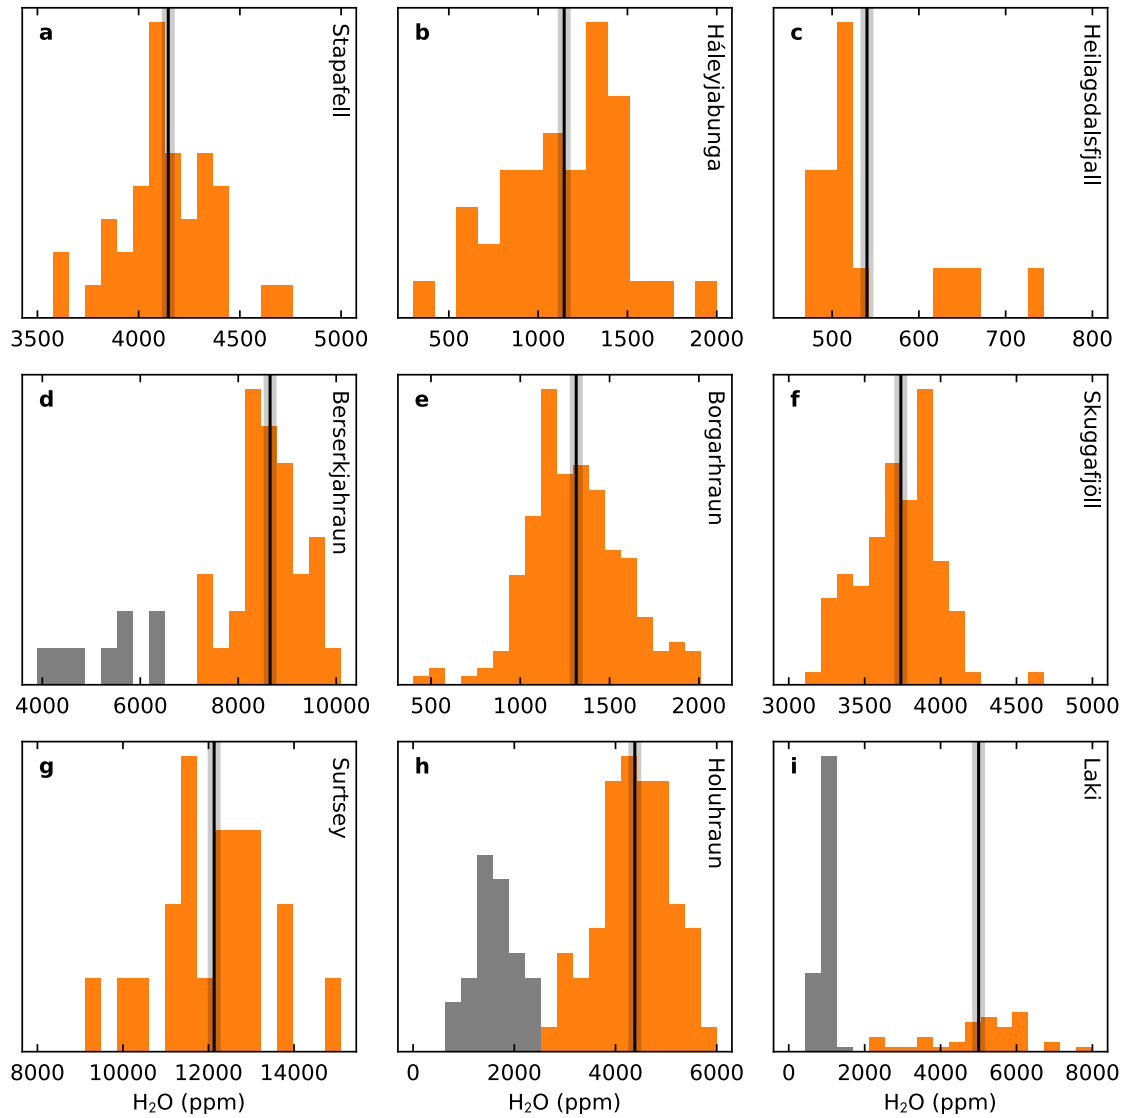 a
Stapafell
3500 4000 4500 5000
b
Háleyjabunga
500 1000 1500 2000
c
Heilagsdalsfjall
500 600 700 800
d
Berserkjahraun
4000 6000 8000 10000
e
Borgarhraun
500 1000 1500 2000
f
Skuggafjöll
3000 3500 4000 4500 5000
g
Surtsey
8000 10000 12000 14000
H₂O (ppm)
h
Holuhraun
0 2000 4000 6000
H₂O (ppm)
i
Laki
0 2000 4000 6000 8000
H₂O (ppm)